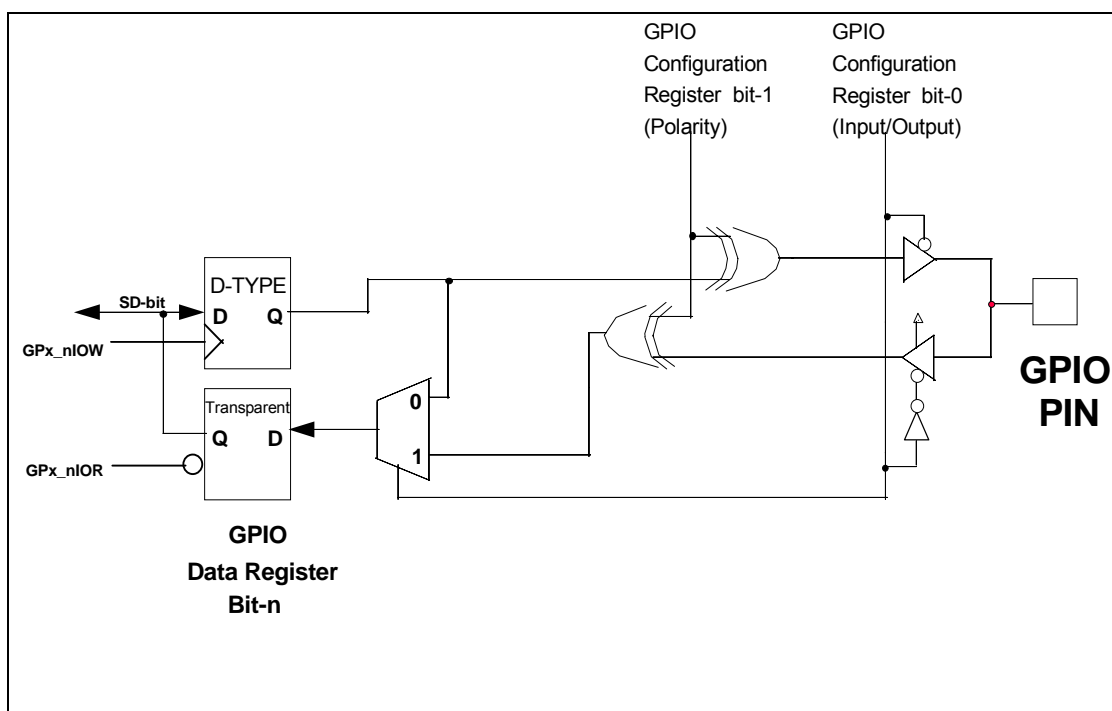 GPIO
Configuration
Register bit-1
(Polarity)
GPIO
Configuration
Register bit-0
(Input/Output)
D-TYPE
SD-bit
D
Q
GPx_nIOW
Transparent
Q
D
GPx_nIOR
0
1
GPIO
PIN
GPIO
Data Register
Bit-n